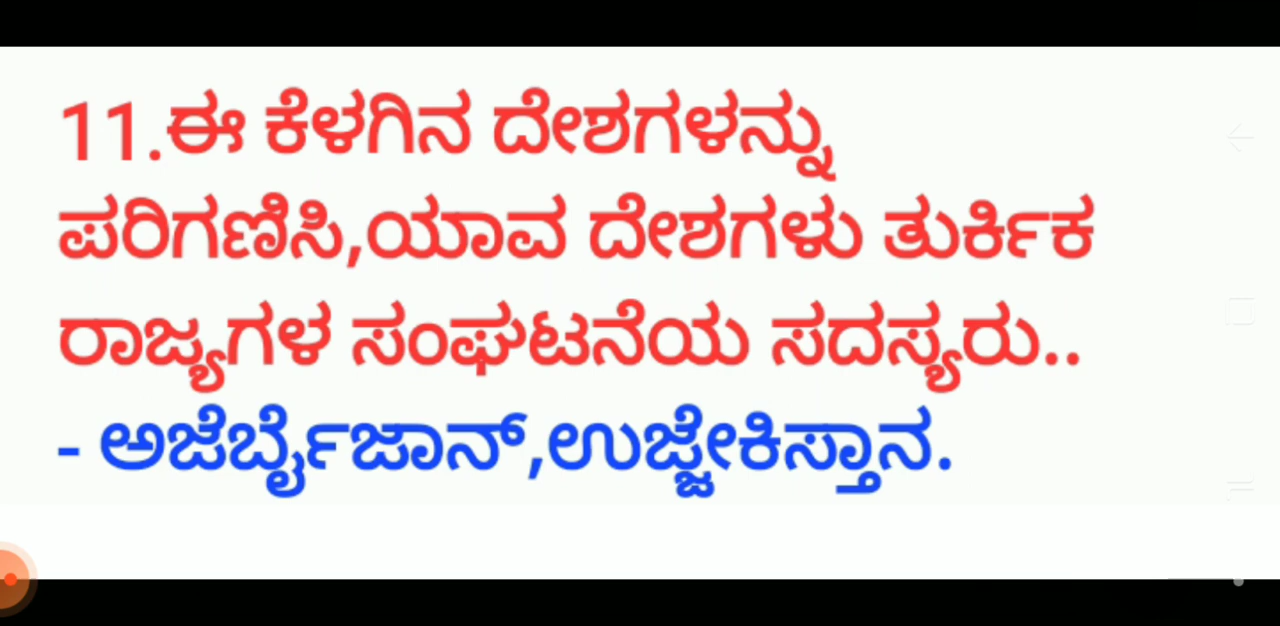 11.ಈ ಕೆಳಗಿನ ದೇಶಗಳನ್ನು
ಪರಿಗಣಿಸಿ,ಯಾವ ದೇಶಗಳು ತುರ್ಕಿಕ
ರಾಜ್ಯಗಳ ಸಂಘಟನೆಯ ಸದಸ್ಯರು..
- ಅಜೆರ್ಬೈಜಾನ್,ಉಜ್ಜೇಕಿಸ್ತಾನ.